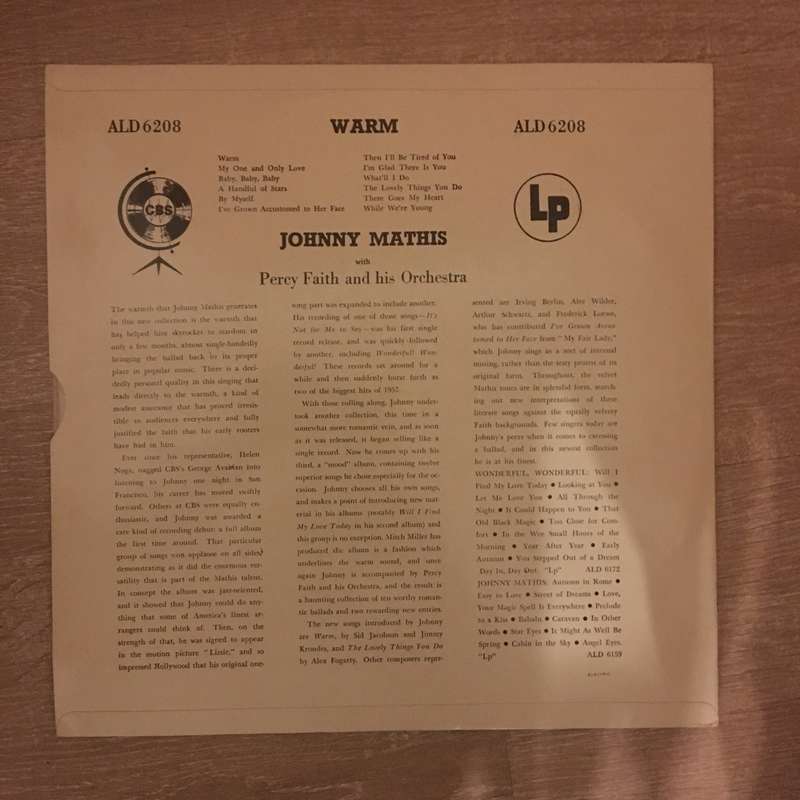 ALD 6208
WARM
ALD 6208
Warm
My One and Only Love
Baby, Baby, Baby
A Handful of Stars
By Myself
I've Grown Accustomed to Her Face
Then I'll Be Tired of You
I'm Glad There Is You
What'll I Do
The Lovely Things You Do
There Goes My Heart
While We're Young
CBS
Lp
JOHNNY MATHIS
with
Percy Faith and his Orchestra
The warmth that Johnny Mathis generates
in this new collection is the warmth that
has helped him skyrocket to stardom in
only a few months, almost single-handedly
bringing the ballad back to its proper
place in popular music. There is a deci-
dedly personal quality in this singing that
leads directly to the warmth, a kind of
modest assurance that has proved irresis-
tible to audiences everywhere and fully
justified the faith that his early rooters
have had in him.
Ever since his representative, Helen
Noga, nagged CBS's George Avakian into
listening to Johnny one night in San
Francisco, his career has moved swiftly
forward. Others at CBS were equally en-
thusiastic, and Johnny was awarded a
rare kind of recording debut: a full album
the first time around. That particular
group of songs won applause on all sides,
demonstrating as it did the enormous ver-
satility that is part of the Mathis talent.
In concept the album was jazz-oriented,
and it showed that Johnny could do any-
thing that some of America's finest ar-
rangers could think of. Then, on the
strength of that, he was signed to appear
in the motion picture "Lizzie," and so
impressed Hollywood that his original one-
song part was expanded to include another.
His recording of one of those songs—It's
Not for Me to Say—was his first single
record release, and was quickly followed
by another, including Wonderful! Won-
derful! These records sat around for a
while and then suddenly burst forth as
two of the biggest hits of 1957.
With those rolling along, Johnny under-
took another collection, this time in a
somewhat more romantic vein, and as soon
as it was released, is began selling like a
single record. Now he comes up with his
third, a "mood" album, containing twelve
superior songs he chose especially for the oc-
casion. Johnny chooses all his own songs,
and makes a point of introducing new mat-
erial in his albums (notably Will I Find
My Love Today in his second album) and
this group is no exception. Mitch Miller has
produced the album is a fashion which
underlines the warm sound, and once
again Johnny is accompanied by Percy
Faith and his Orchestra, and the result is
a haunting collection of ten worthy roman-
tic ballads and two rewarding new entries.
The new songs introduced by Johnny
are Warm, by Sid Jacobson and Jimmy
Krondes, and The Lovely Things You Do
by Alex Fogarty. Other composers repre-
sented are Irving Berlin, Alec Wilder,
Arthur Schwartz, and Frederick Loewe,
who has contributed I've Grown Accus-
tomed to Her Face from "My Fair Lady,"
which Johnny sings as a sort of internal
musing, rather than the testy protest of its
original form. Throughout, the velvet
Mathis tones are in splendid form, search-
ing out new interpretations of these
literate songs against the equally velvety
Faith backgrounds. Few singers today are
Johnny's peers when it comes to caressing
a ballad, and in this newest collection
he is at his finest.
WONDERFUL, WONDERFUL: Will I
Find My Love Today ● Looking at You ●
Let Me Love You ● All Through the
Night ● It Could Happen to You ● That
Old Black Magic ● Too Close for Com-
fort ● In the Wee Small Hours of the
Morning ● Year After Year ● Early
Autumn ● You Stepped Out of a Dream
Day In, Day Out. "Lp" ALD 6172
JOHNNY MATHIS: Autumn in Rome ●
Easy to Love ● Street of Dreams ● Love,
Your Magic Spell Is Everywhere ● Prelude
to a Kiss ● Babalu ● Caravan ● In Other
Words ● Star Eyes ● It Might As Well Be
Spring ● Cabin in the Sky ● Angel Eyes.
"Lp" ALD 6159